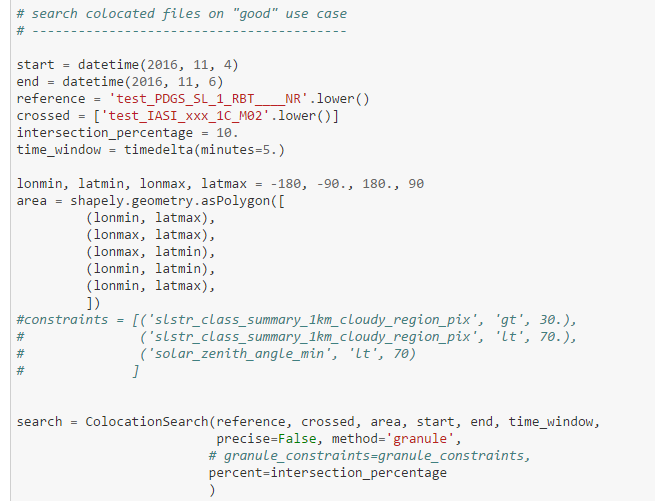 # search colocated files on "good" use case
# -----------------------------------------
start = datetime(2016, 11, 4)
end = datetime(2016, 11, 6)
reference = 'test_PDGS_SL_1_RBT____NR'.lower()
crossed = ['test_IASI_xxx_1C_M02'.lower()]
intersection_percentage = 10.
time_window = timedelta(minutes=5.)
lonmin, latmin, lonmax, latmax = -180, -90., 180., 90
area = shapely.geometry.asPolygon([
        (lonmin, latmax),
        (lonmax, latmax),
        (lonmax, latmin),
        (lonmin, latmin),
        (lonmin, latmax),
        ])
#constraints = [('slstr_class_summary_1km_cloudy_region_pix', 'gt', 30.),
#               ('slstr_class_summary_1km_cloudy_region_pix', 'lt', 70.),
#               ('solar_zenith_angle_min', 'lt', 70)
#              ]
search = ColocationSearch(reference, crossed, area, start, end, time_window,
                          precise=False, method='granule',
                         # granule_constraints=granule_constraints,
                         percent=intersection_percentage
                         )